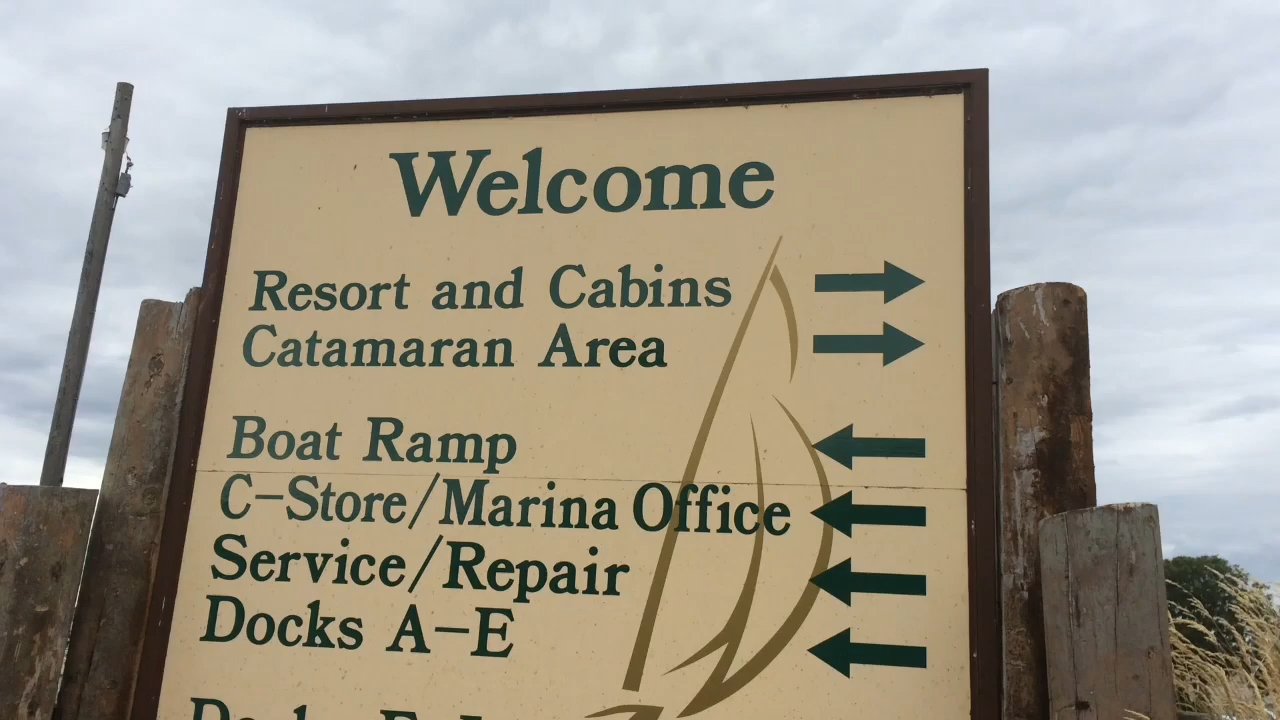 Welcome
Resort and Cabins
Catamaran Area
Boat Ramp
C-Store/Marina Office
Service/Repair
Docks A-E